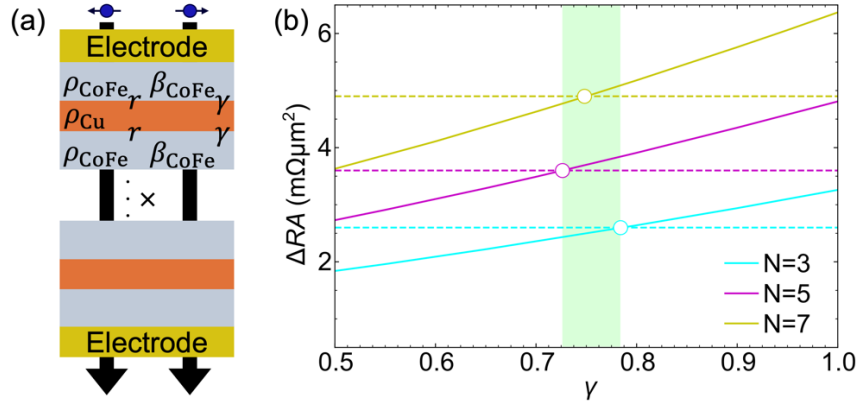 (a)
Electrode
ρCoFe r βCoFe γ
ρCu r γ
ρCoFe βCoFe
⋮ ×
Electrode
(b)
ΔRA (mΩμm²)
6
4
2
N=3
N=5
N=7
0.5 0.6 0.7 0.8 0.9 1.0
γ